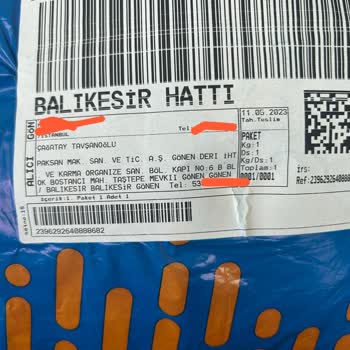 BALIKESİR HATTI
11.05.2023
Tah.Teslim
GÖN
İSTANBUL
Tel:
PAKET
Kg:1
Ds:1
Kg/Ds:1
Toplam:1
0001/0001
ALICI
ÇAĞATAY TAVŞANOĞLU
PAKSAN MAK. SAN. VE TİC. A.Ş. GÖNEN DERİ İHT
VE KARMA ORGANİZE SAN. BÖL. KAPI NO:6 B BL
OK BOSTANCI MAH. TAŞTEPE MEVKİİ GÖNEN GÖNEN
/ BALIKESİR BALIKESİR GÖNEN Tel: 53
İçerik:1. Paket 1 Adet 1
irs:
Ref:2396292640888
2396292640888682